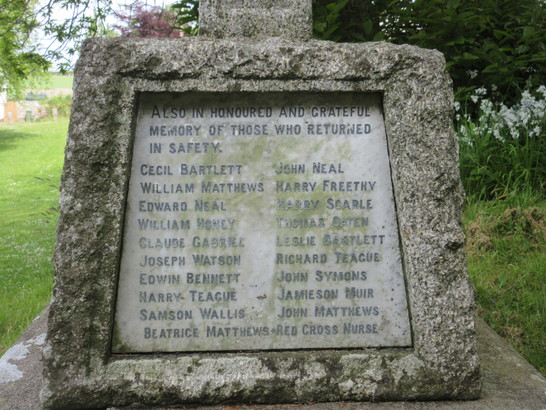 Also in honoured and grateful
memory of those who returned
in safety.
Cecil Bartlett John Neal
William Matthews Harry Freethy
Edward Neal Harry Searle
William Honey Thomas Oaten
Claude Gabriel Leslie Bartlett
Joseph Watson Richard Teague
Edwin Bennett John Symons
Harry Teague Jamieson Muir
Samson Wallis John Matthews
Beatrice Matthews-Red Cross Nurse